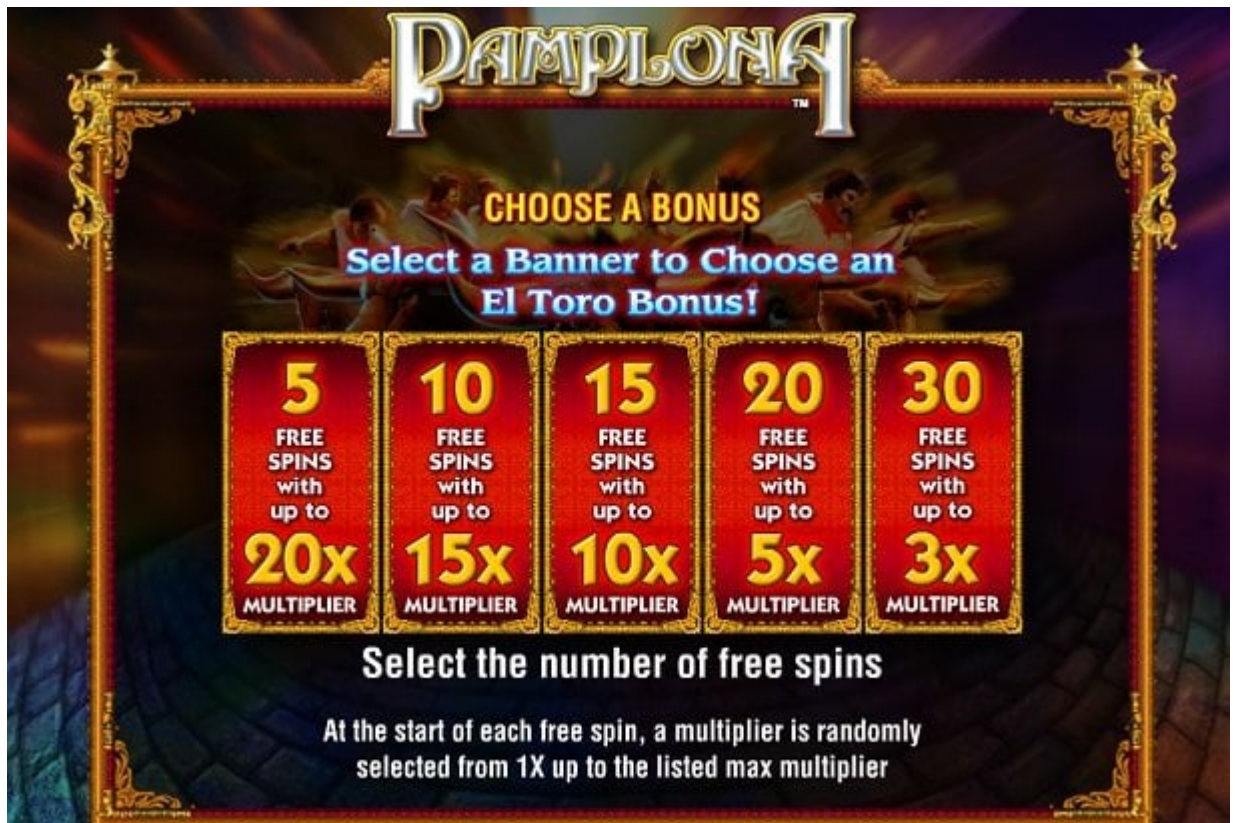 PAMPLONA
TM
CHOOSE A BONUS
Select a Banner to Choose an
El Toro Bonus!
5
FREE
SPINS
with
up to
20x
MULTIPLIER
10
FREE
SPINS
with
up to
15x
MULTIPLIER
15
FREE
SPINS
with
up to
10x
MULTIPLIER
20
FREE
SPINS
with
up to
5x
MULTIPLIER
30
FREE
SPINS
with
up to
3x
MULTIPLIER
Select the number of free spins
At the start of each free spin, a multiplier is randomly
selected from 1X up to the listed max multiplier